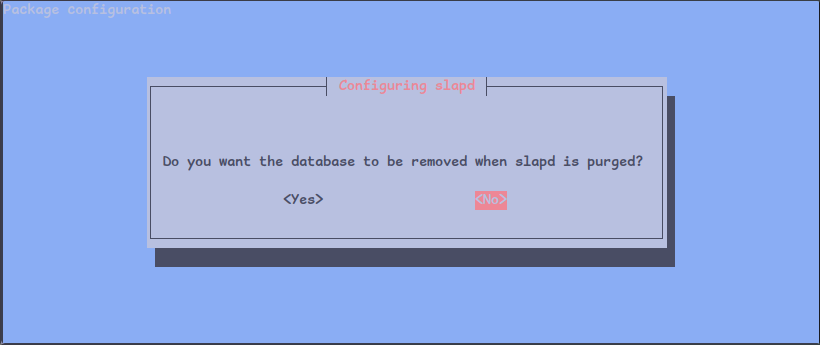 Package configuration
Configuring slapd
Do you want the database to be removed when slapd is purged?
<Yes> <No>